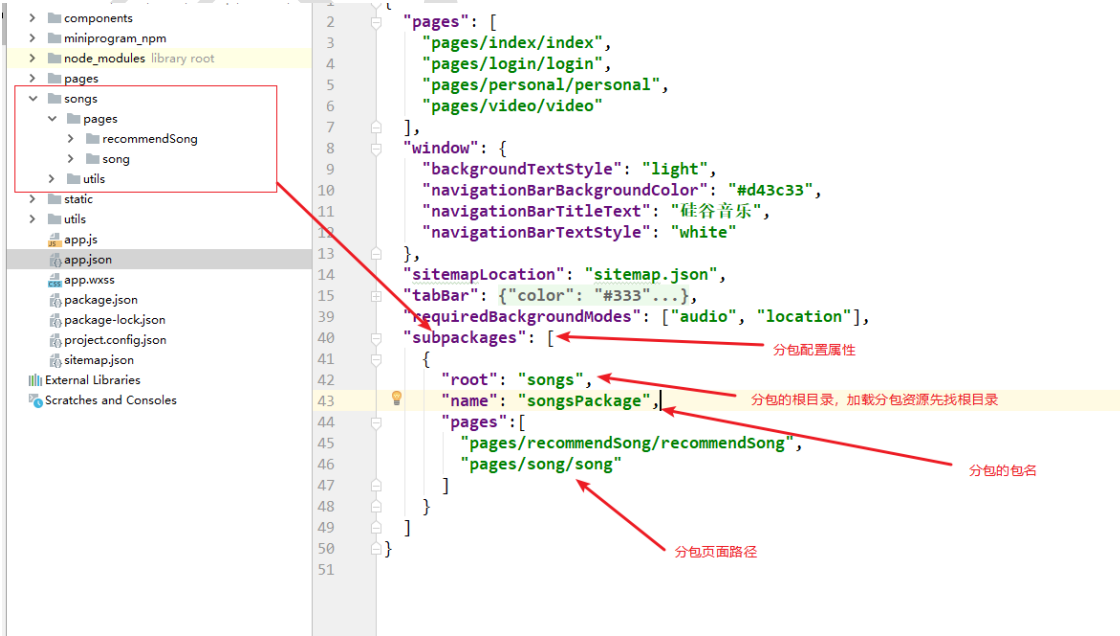 components
miniprogram_npm
node_modules library root
pages
songs
pages
recommendSong
song
utils
static
utils
app.js
app.json
app.wxss
package.json
package-lock.json
project.config.json
sitemap.json
External Libraries
Scratches and Consoles
1 {
2 "pages": [
3 "pages/index/index",
4 "pages/login/login",
5 "pages/personal/personal",
6 "pages/video/video"
7 ],
8 "window": {
9 "backgroundTextStyle": "light",
10 "navigationBarBackgroundColor": "#d43c33",
11 "navigationBarTitleText": "硅谷音乐",
12 "navigationBarTextStyle": "white"
13 },
14 "sitemapLocation": "sitemap.json",
15 "tabBar": {"color": "#333"...},
39 "requiredBackgroundModes": ["audio", "location"],
40 "subpackages": [
分包配置属性
41 {
42 "root": "songs",
分包的根目录，加载分包资源先找根目录
43 "name": "songsPackage",
分包的包名
44 "pages":[
45 "pages/recommendSong/recommendSong",
46 "pages/song/song"
分包页面路径
47 ]
48 }
49 ]
50 }
51